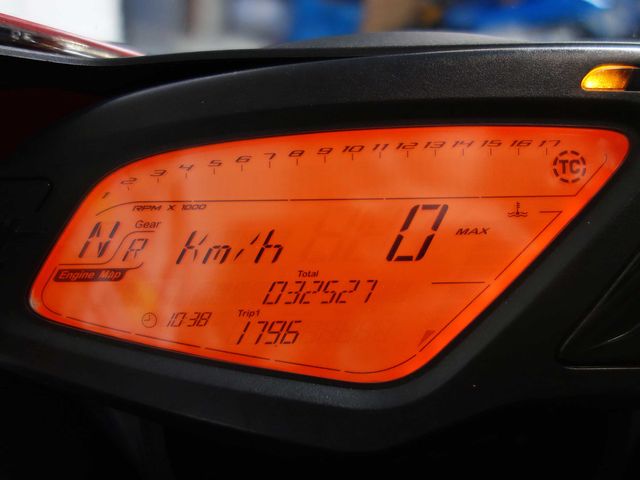 1 2 3 4 5 6 7 8 9 10 11 12 13 14 15 16 17
TC
RPM X 1000
Gear
N R Km/h 0 MAX
Engine Map
Total
032527
10:38
Trip1
1796